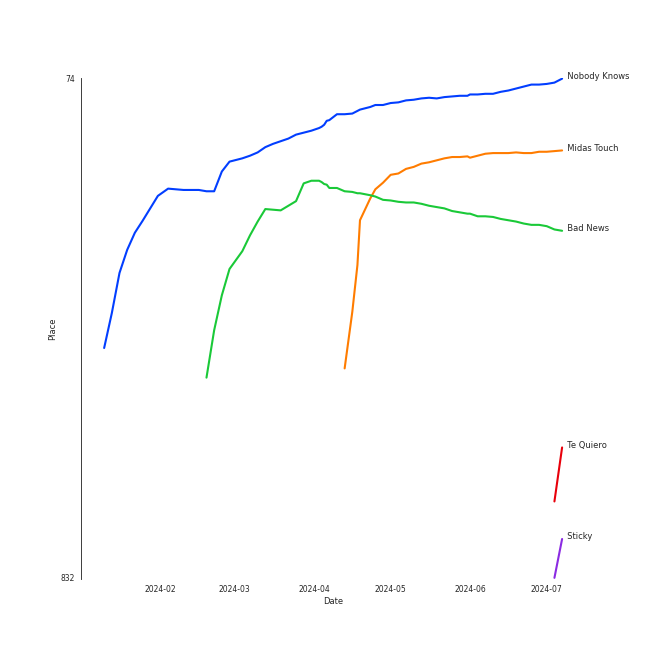 74
Nobody Knows
Midas Touch
Bad News
Place
Te Quiero
Sticky
832
2024-02
2024-03
2024-04
2024-05
2024-06
2024-07
Date